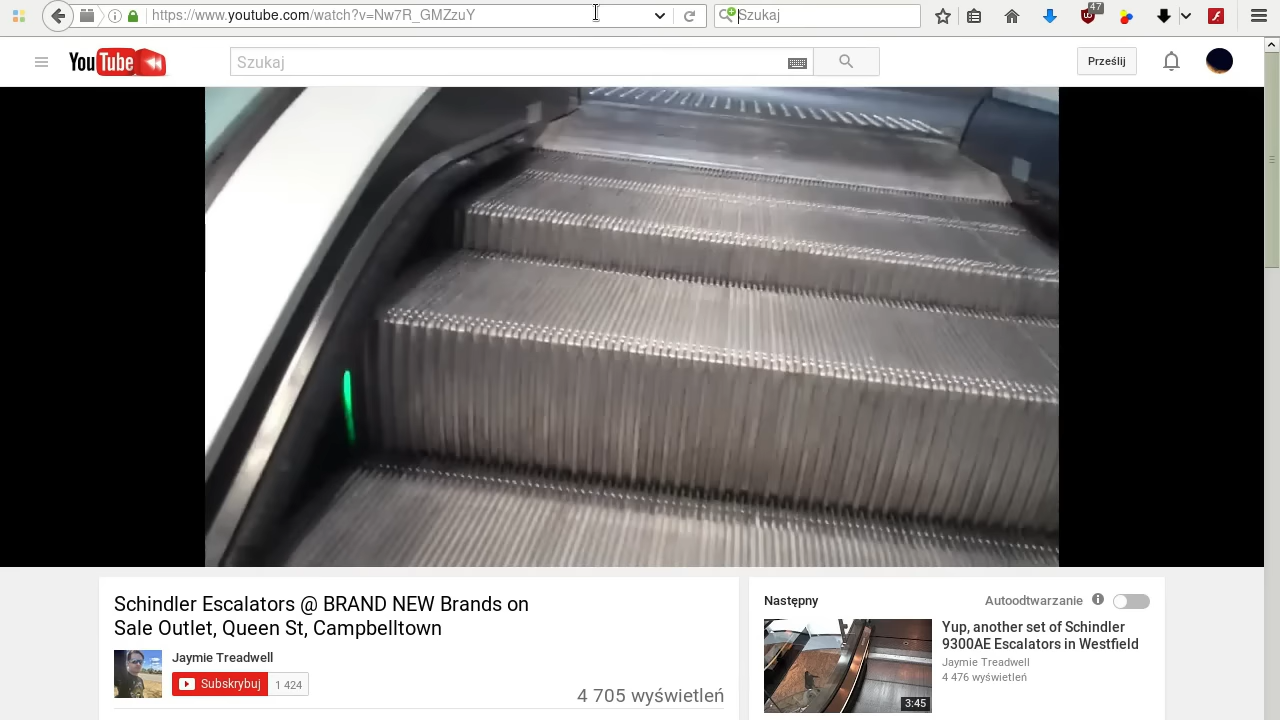 https://www.youtube.com/watch?v=Nw7R_GMZzuY
Szukaj
47
YouTube
Szukaj
Prześlij
Schindler Escalators @ BRAND NEW Brands on
Sale Outlet, Queen St, Campbelltown
Jaymie Treadwell
Subskrybuj 1 424
4 705 wyświetleń
Następny
Autoodtwarzanie
Yup, another set of Schindler
9300AE Escalators in Westfield
Jaymie Treadwell
4 476 wyświetleń
3:45